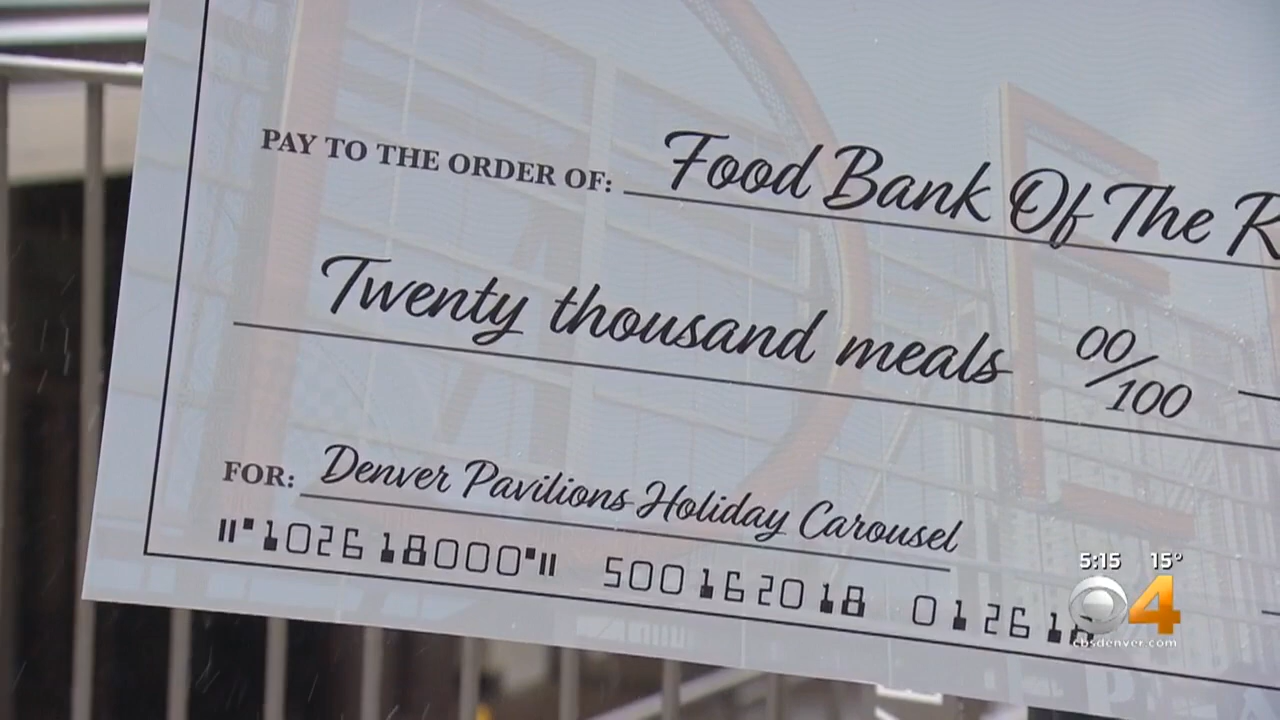 PAY TO THE ORDER OF: Food Bank Of The R
Twenty thousand meals 00/100
FOR: Denver Pavilions Holiday Carousel
⑈1026 18000⑈ 500162018 01261
5:15 15°
4
cbsdenver.com